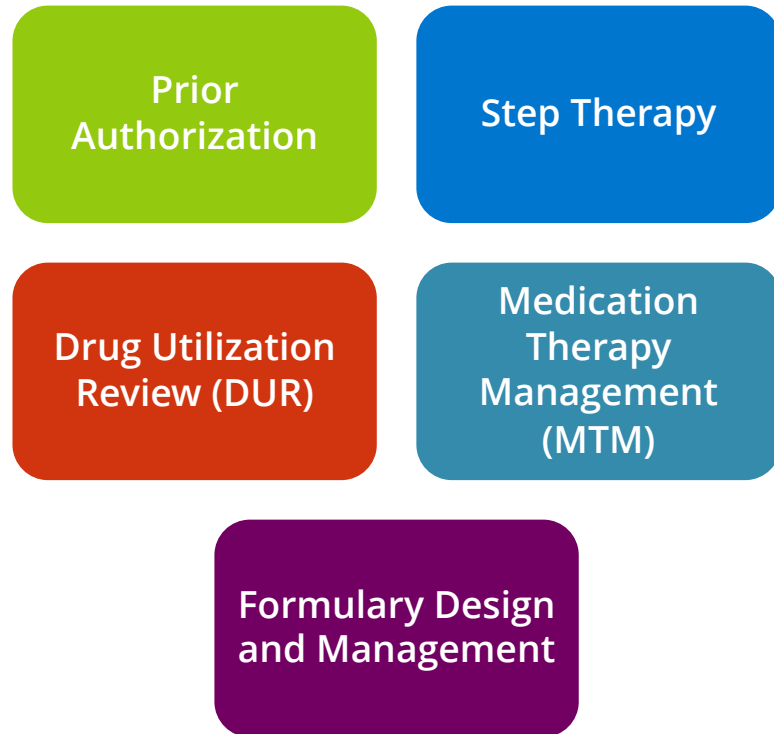 Prior
Authorization
Step Therapy
Drug Utilization
Review (DUR)
Medication
Therapy
Management
(MTM)
Formulary Design
and Management